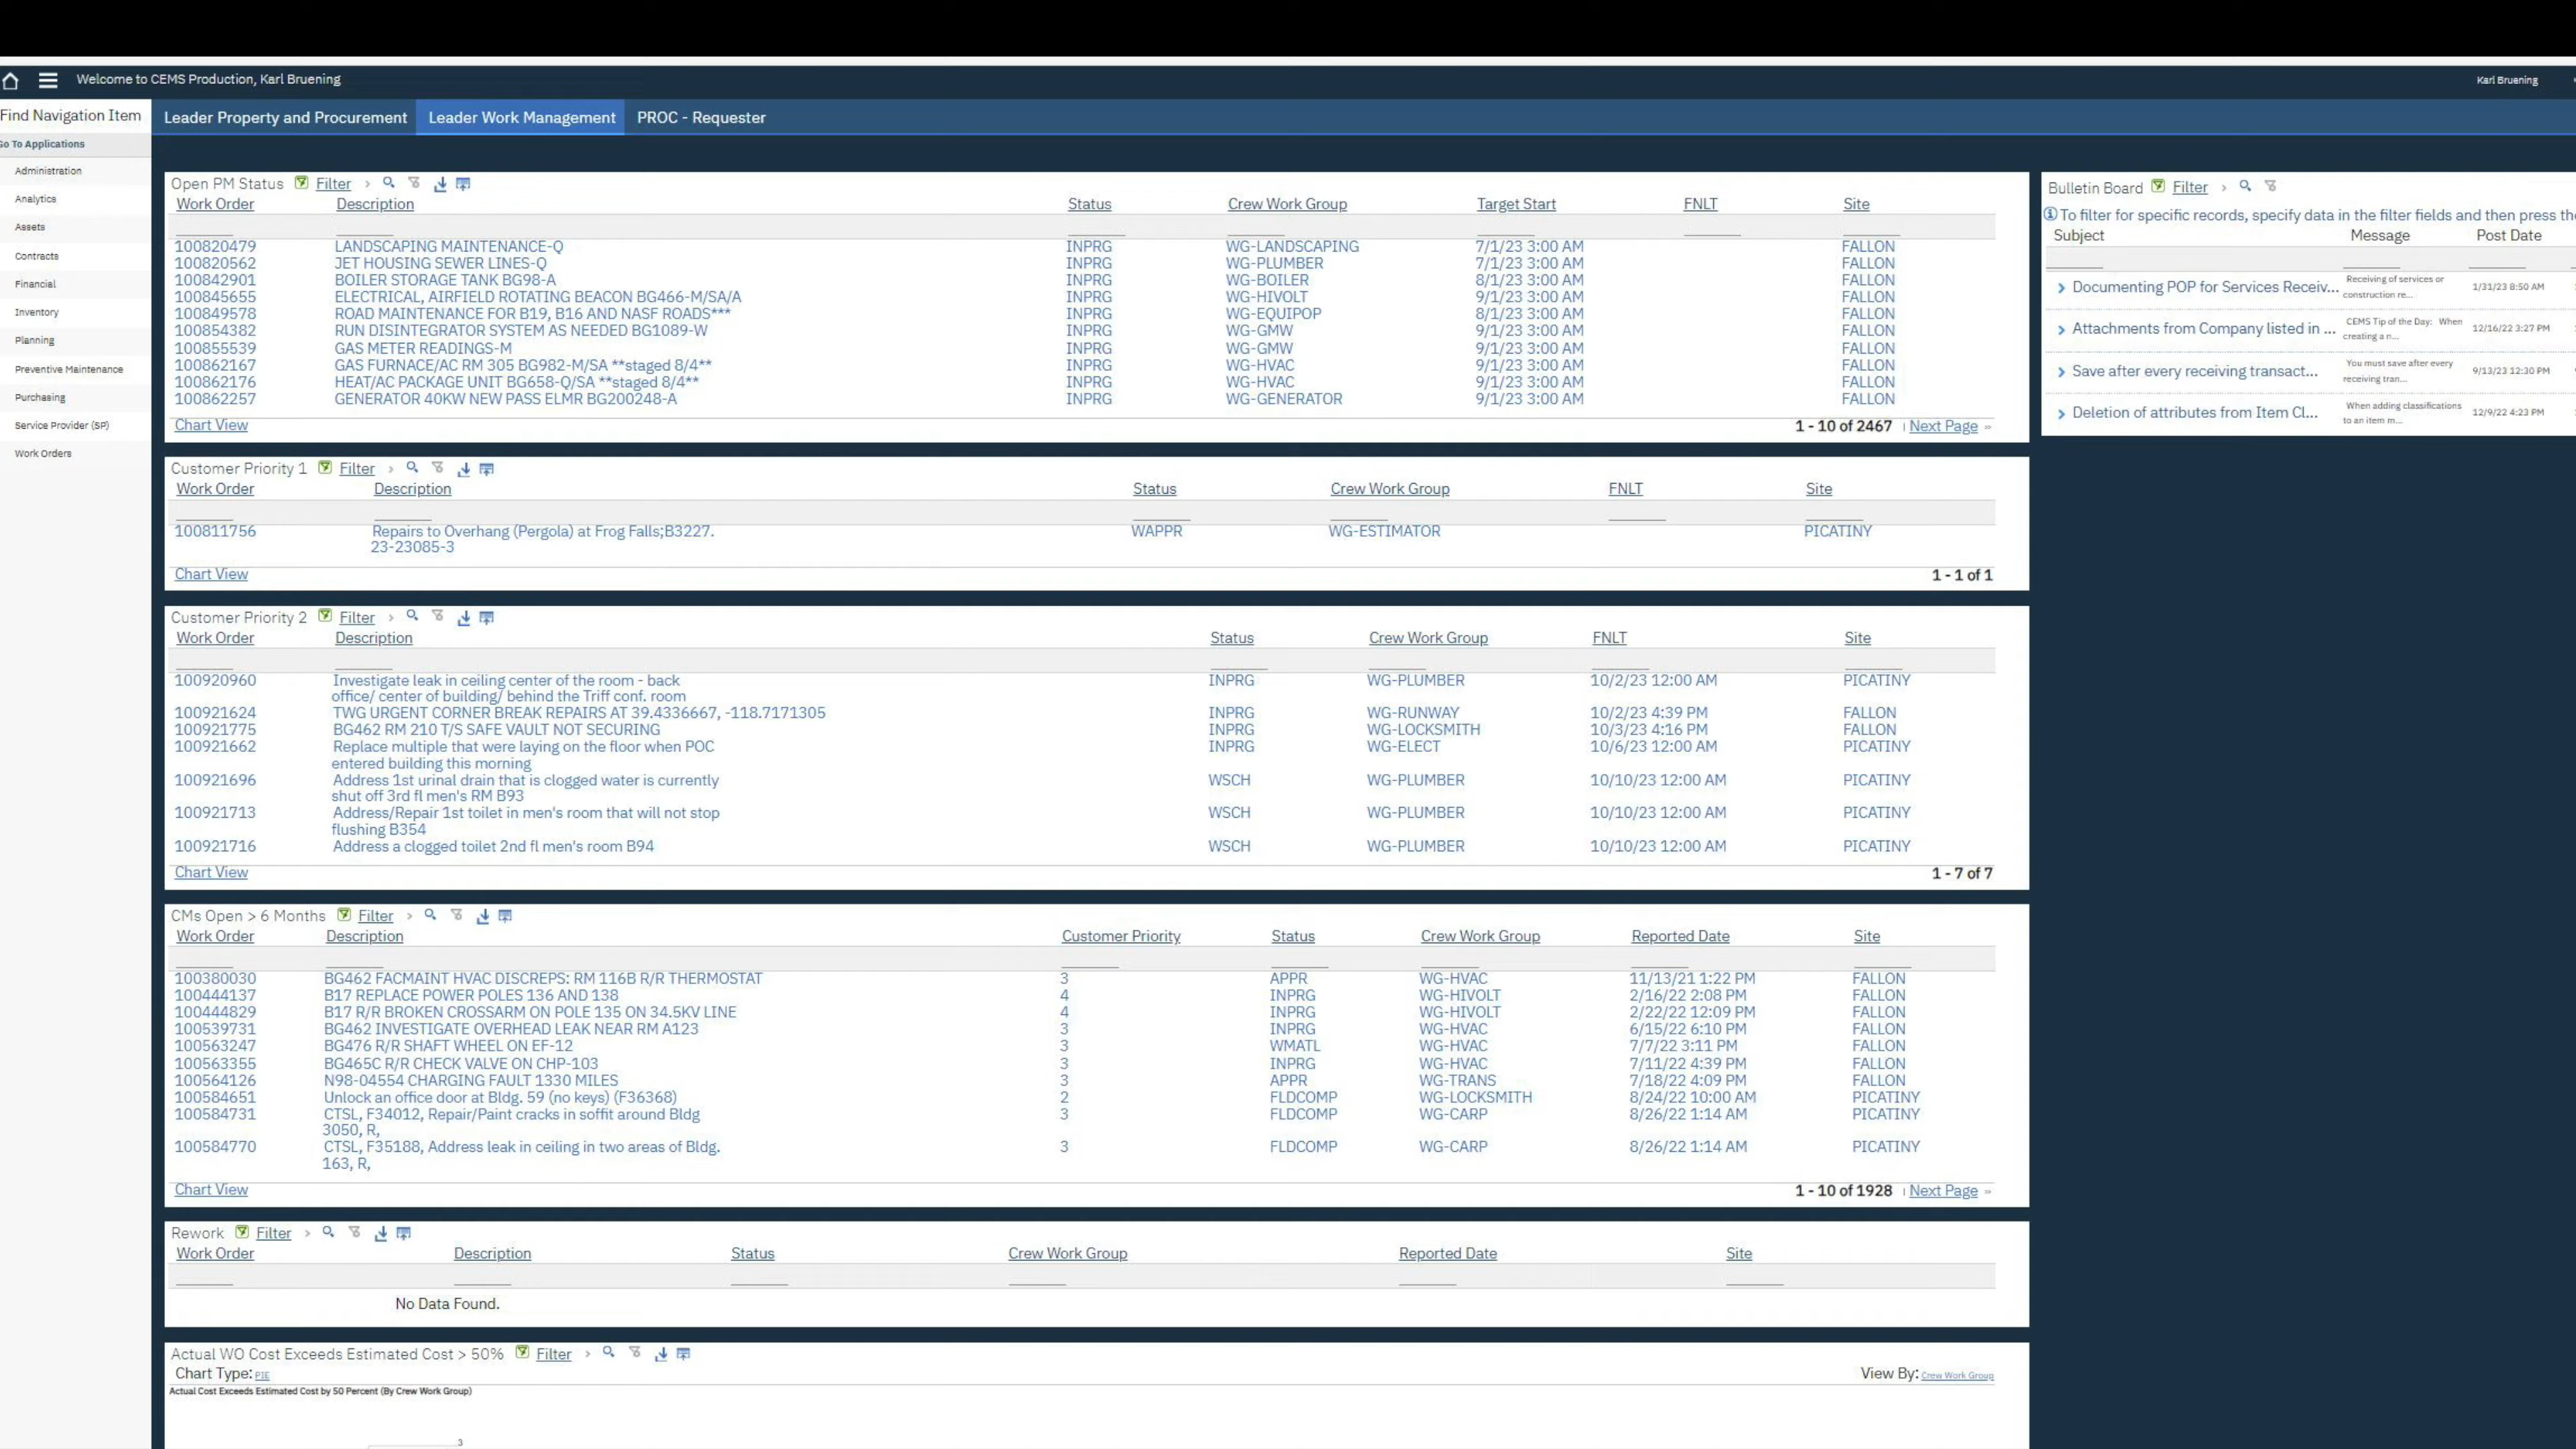 Welcome to CEMS Production, Karl Bruening
Karl Bruening
Find Navigation Item
Go To Applications
Administration
Analytics
Assets
Contracts
Financial
Inventory
Planning
Preventive Maintenance
Purchasing
Service Provider (SP)
Work Orders
Leader Property and Procurement Leader Work Management PROC - Requester
Open PM Status Filter
Work Order Description Status Crew Work Group Target Start FNLT Site
100820479 LANDSCAPING MAINTENANCE-Q INPRG WG-LANDSCAPING 7/1/23 3:00 AM FALLON
100820562 JET HOUSING SEWER LINES-Q INPRG WG-PLUMBER 7/1/23 3:00 AM FALLON
100842901 BOILER STORAGE TANK BG98-A INPRG WG-BOILER 8/1/23 3:00 AM FALLON
100845655 ELECTRICAL, AIRFIELD ROTATING BEACON BG466-M/SA/A INPRG WG-HIVOLT 9/1/23 3:00 AM FALLON
100849578 ROAD MAINTENANCE FOR B19, B16 AND NASF ROADS*** INPRG WG-EQUIPOP 8/1/23 3:00 AM FALLON
100854382 RUN DISINTEGRATOR SYSTEM AS NEEDED BG1089-W INPRG WG-GMW 9/1/23 3:00 AM FALLON
100855539 GAS METER READINGS-M INPRG WG-GMW 9/1/23 3:00 AM FALLON
100862167 GAS FURNACE/AC RM 305 BG982-M/SA **staged 8/4** INPRG WG-HVAC 9/1/23 3:00 AM FALLON
100862176 HEAT/AC PACKAGE UNIT BG658-Q/SA **staged 8/4** INPRG WG-HVAC 9/1/23 3:00 AM FALLON
100862257 GENERATOR 40KW NEW PASS ELMR BG200248-A INPRG WG-GENERATOR 9/1/23 3:00 AM FALLON
Chart View 1 - 10 of 2467 Next Page
Customer Priority 1 Filter
Work Order Description Status Crew Work Group FNLT Site
100811756 Repairs to Overhang (Pergola) at Frog Falls;B3227. WAPPR WG-ESTIMATOR PICATINY
23-23085-3
Chart View 1 - 1 of 1
Customer Priority 2 Filter
Work Order Description Status Crew Work Group FNLT Site
100920960 Investigate leak in ceiling center of the room - back INPRG WG-PLUMBER 10/2/23 12:00 AM PICATINY
office/ center of building/ behind the Triff conf. room
100921624 TWG URGENT CORNER BREAK REPAIRS AT 39.4336667, -118.7171305 INPRG WG-RUNWAY 10/2/23 4:39 PM FALLON
100921775 BG462 RM 210 T/S SAFE VAULT NOT SECURING INPRG WG-LOCKSMITH 10/3/23 4:16 PM FALLON
100921662 Replace multiple that were laying on the floor when POC INPRG WG-ELECT 10/6/23 12:00 AM PICATINY
entered building this morning
100921696 Address 1st urinal drain that is clogged water is currently WSCH WG-PLUMBER 10/10/23 12:00 AM PICATINY
shut off 3rd fl men's RM B93
100921713 Address/Repair 1st toilet in men's room that will not stop WSCH WG-PLUMBER 10/10/23 12:00 AM PICATINY
flushing B354
100921716 Address a clogged toilet 2nd fl men's room B94 WSCH WG-PLUMBER 10/10/23 12:00 AM PICATINY
Chart View 1 - 7 of 7
CMs Open > 6 Months Filter
Work Order Description Customer Priority Status Crew Work Group Reported Date Site
100380030 BG462 FACMAINT HVAC DISCREPS: RM 116B R/R THERMOSTAT 3 APPR WG-HVAC 11/13/21 1:22 PM FALLON
100444137 B17 REPLACE POWER POLES 136 AND 138 4 INPRG WG-HIVOLT 2/16/22 2:08 PM FALLON
100444829 B17 R/R BROKEN CROSSARM ON POLE 135 ON 34.5KV LINE 4 INPRG WG-HIVOLT 2/22/22 12:09 PM FALLON
100539731 BG462 INVESTIGATE OVERHEAD LEAK NEAR RM A123 3 INPRG WG-HVAC 6/15/22 6:10 PM FALLON
100563247 BG476 R/R SHAFT WHEEL ON EF-12 3 WMATL WG-HVAC 7/7/22 3:11 PM FALLON
100563355 BG465C R/R CHECK VALVE ON CHP-103 3 INPRG WG-HVAC 7/11/22 4:39 PM FALLON
100564126 N98-04554 CHARGING FAULT 1330 MILES 3 APPR WG-TRANS 7/18/22 4:09 PM FALLON
100584651 Unlock an office door at Bldg. 59 (no keys) (F36368) 2 FLDCOMP WG-LOCKSMITH 8/24/22 10:00 AM PICATINY
100584731 CTSL, F34012, Repair/Paint cracks in soffit around Bldg 3 FLDCOMP WG-CARP 8/26/22 1:14 AM PICATINY
3050, R,
100584770 CTSL, F35188, Address leak in ceiling in two areas of Bldg. 3 FLDCOMP WG-CARP 8/26/22 1:14 AM PICATINY
163, R,
Chart View 1 - 10 of 1928 Next Page
Rework Filter
Work Order Description Status Crew Work Group Reported Date Site
No Data Found.
Actual WO Cost Exceeds Estimated Cost > 50% Filter
Chart Type: PIE View By: Crew Work Group
Actual Cost Exceeds Estimated Cost by 50 Percent (By Crew Work Group)
3
Bulletin Board Filter
To filter for specific records, specify data in the filter fields and then press the
Subject Message Post Date
Documenting POP for Services Receiv... Receiving of services or 1/31/23 8:50 AM
construction re...
Attachments from Company listed in ... CEMS Tip of the Day: When 12/16/22 3:27 PM
creating a n...
Save after every receiving transact... You must save after every 9/13/23 12:30 PM
receiving tran...
Deletion of attributes from Item Cl... When adding classifications 12/9/22 4:23 PM
to an item m...